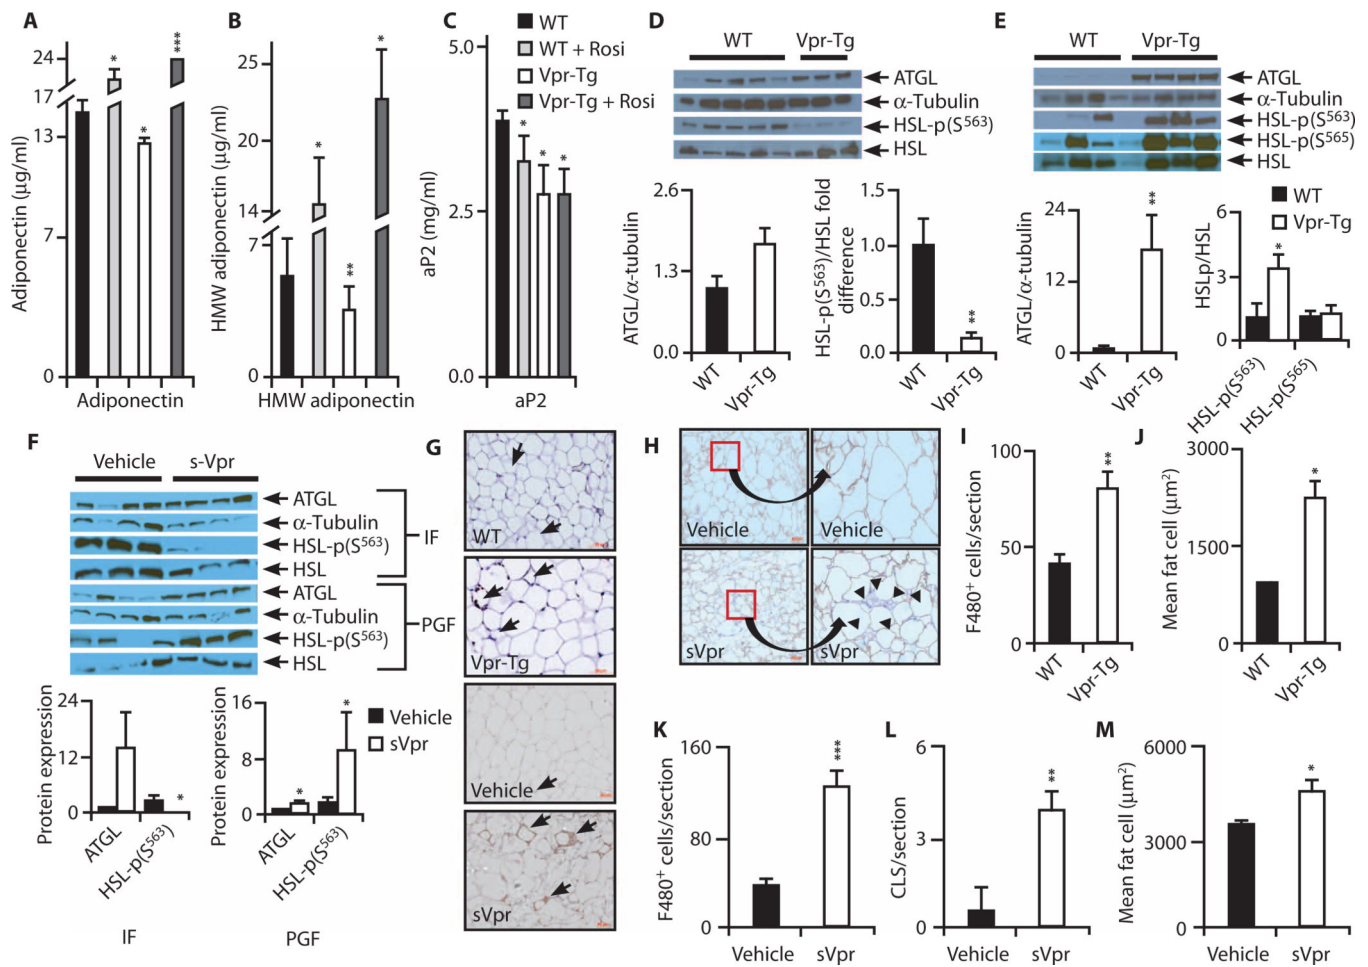 A
Adiponectin (μg/ml)
24
17
13
7
0
*
*
***
Adiponectin
B
HMW adiponectin (μg/ml)
25
20
14
7
0
*
**
*
HMW adiponectin
C
WT
WT + Rosi
Vpr-Tg
Vpr-Tg + Rosi
aP2 (mg/ml)
5.0
2.5
0.0
*
*
*
aP2
D
WT Vpr-Tg
ATGL
α-Tubulin
HSL-p(S563)
HSL
ATGL/α-tubulin
2.6
1.3
0.0
WT
Vpr-Tg
HSL-p(S563)/HSL fold difference
1.5
1.0
0.5
0.0
**
WT
Vpr-Tg
E
WT Vpr-Tg
ATGL
α-Tubulin
HSL-p(S563)
HSL-p(S565)
HSL
ATGL/α-tubulin
24
12
0
**
WT
Vpr-Tg
WT
Vpr-Tg
HSLp/HSL
6
3
0
*
HSL-p(S563)
HSL-p(S565)
F
Vehicle s-Vpr
ATGL
α-Tubulin
HSL-p(S563)
HSL
IF
ATGL
α-Tubulin
HSL-p(S563)
HSL
PGF
Protein expression
24
12
0
*
ATGL
HSL-p(S563)
IF
Protein expression
16
8
0
*
*
ATGL
HSL-p(S563)
PGF
Vehicle
sVpr
G
WT
Vpr-Tg
Vehicle
sVpr
H
Vehicle
Vehicle
sVpr
sVpr
I
F480+ cells/section
100
50
0
**
WT
Vpr-Tg
J
Mean fat cell (μm2)
3000
1500
0
*
WT
Vpr-Tg
K
F480+ cells/section
160
80
0
***
Vehicle sVpr
L
CLS/section
6
3
0
**
Vehicle sVpr
M
Mean fat cell (μm2)
6000
3000
0
*
Vehicle sVpr